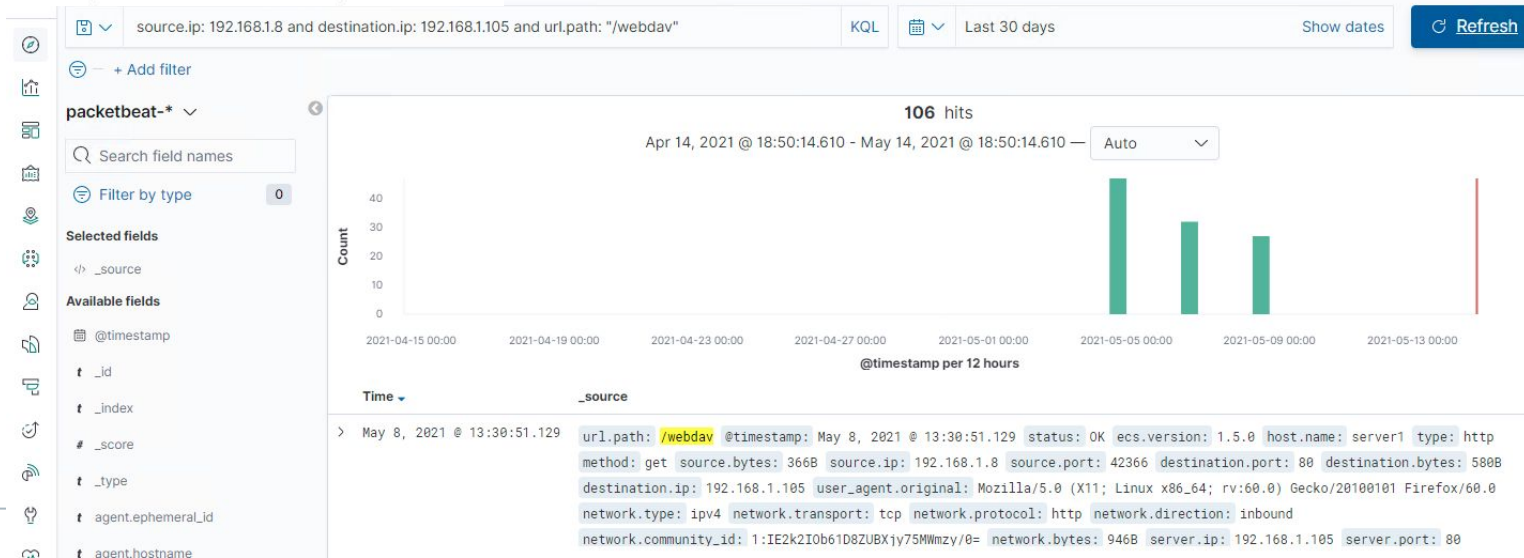 source.ip: 192.168.1.8 and destination.ip: 192.168.1.105 and url.path: "/webdav"
KQL
Last 30 days
Show dates
Refresh
+ Add filter
packetbeat-*
Search field names
Filter by type
0
Selected fields
</> _source
Available fields
@timestamp
t _id
t _index
# _score
t _type
t agent.ephemeral_id
t agent.hostname
106 hits
Apr 14, 2021 @ 18:50:14.610 - May 14, 2021 @ 18:50:14.610 —
Auto
Count
40
30
20
10
0
2021-04-15 00:00
2021-04-19 00:00
2021-04-23 00:00
2021-04-27 00:00
2021-05-01 00:00
2021-05-05 00:00
2021-05-09 00:00
2021-05-13 00:00
@timestamp per 12 hours
Time
_source
May 8, 2021 @ 13:30:51.129
url.path: /webdav @timestamp: May 8, 2021 @ 13:30:51.129 status: OK ecs.version: 1.5.0 host.name: server1 type: http
method: get source.bytes: 366B source.ip: 192.168.1.8 source.port: 42366 destination.port: 80 destination.bytes: 580B
destination.ip: 192.168.1.105 user_agent.original: Mozilla/5.0 (X11; Linux x86_64; rv:60.0) Gecko/20100101 Firefox/60.0
network.type: ipv4 network.transport: tcp network.protocol: http network.direction: inbound
network.community_id: 1:IE2k2IOb61D8ZUBXjy75MWmzy/0= network.bytes: 946B server.ip: 192.168.1.105 server.port: 80